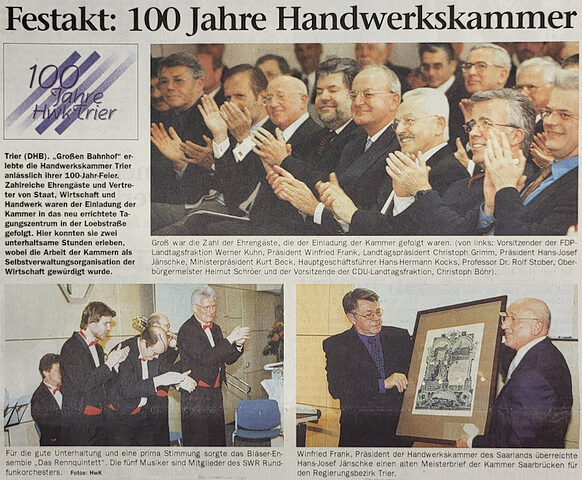 Festakt: 100 Jahre Handwerkskammer
100
Jahre
HwK Trier
Trier (DHB). „Großen Bahnhof“ er-
lebte die Handwerkskammer Trier
anlässlich ihrer 100-Jahr-Feier.
Zahlreiche Ehrengäste und Vertre-
ter von Staat, Wirtschaft und
Handwerk waren der Einladung der
Kammer in das neu errichtete Ta-
gungszentrum in der Loebstraße
gefolgt. Hier konnten sie zwei
unterhaltsame Stunden erleben,
wobei die Arbeit der Kammern als
Selbstverwaltungsorganisation der
Wirtschaft gewürdigt wurde.
Groß war die Zahl der Ehrengäste, die der Einladung der Kammer gefolgt waren. (von links: Vorsitzender der FDP-
Landtagsfraktion Werner Kuhn, Präsident Winfried Frank, Landtagspräsident Christoph Grimm, Präsident Hans-Josef
Jänschke, Ministerpräsident Kurt Beck, Hauptgeschäftsführer Hans-Hermann Kocks, Professor Dr. Rolf Stober, Ober-
bürgermeister Helmut Schröer und der Vorsitzende der CDU-Landtagsfraktion, Christoph Böhr).
Für die gute Unterhaltung und eine prima Stimmung sorgte das Bläser-En-
semble „Das Rennquintett“. Die fünf Musiker sind Mitglieder des SWR Rund-
funkorchesters. Fotos: HwK
Winfried Frank, Präsident der Handwerkskammer des Saarlands überreichte
Hans-Josef Jänschke einen alten Meisterbrief der Kammer Saarbrücken für
den Regierungsbezirk Trier.